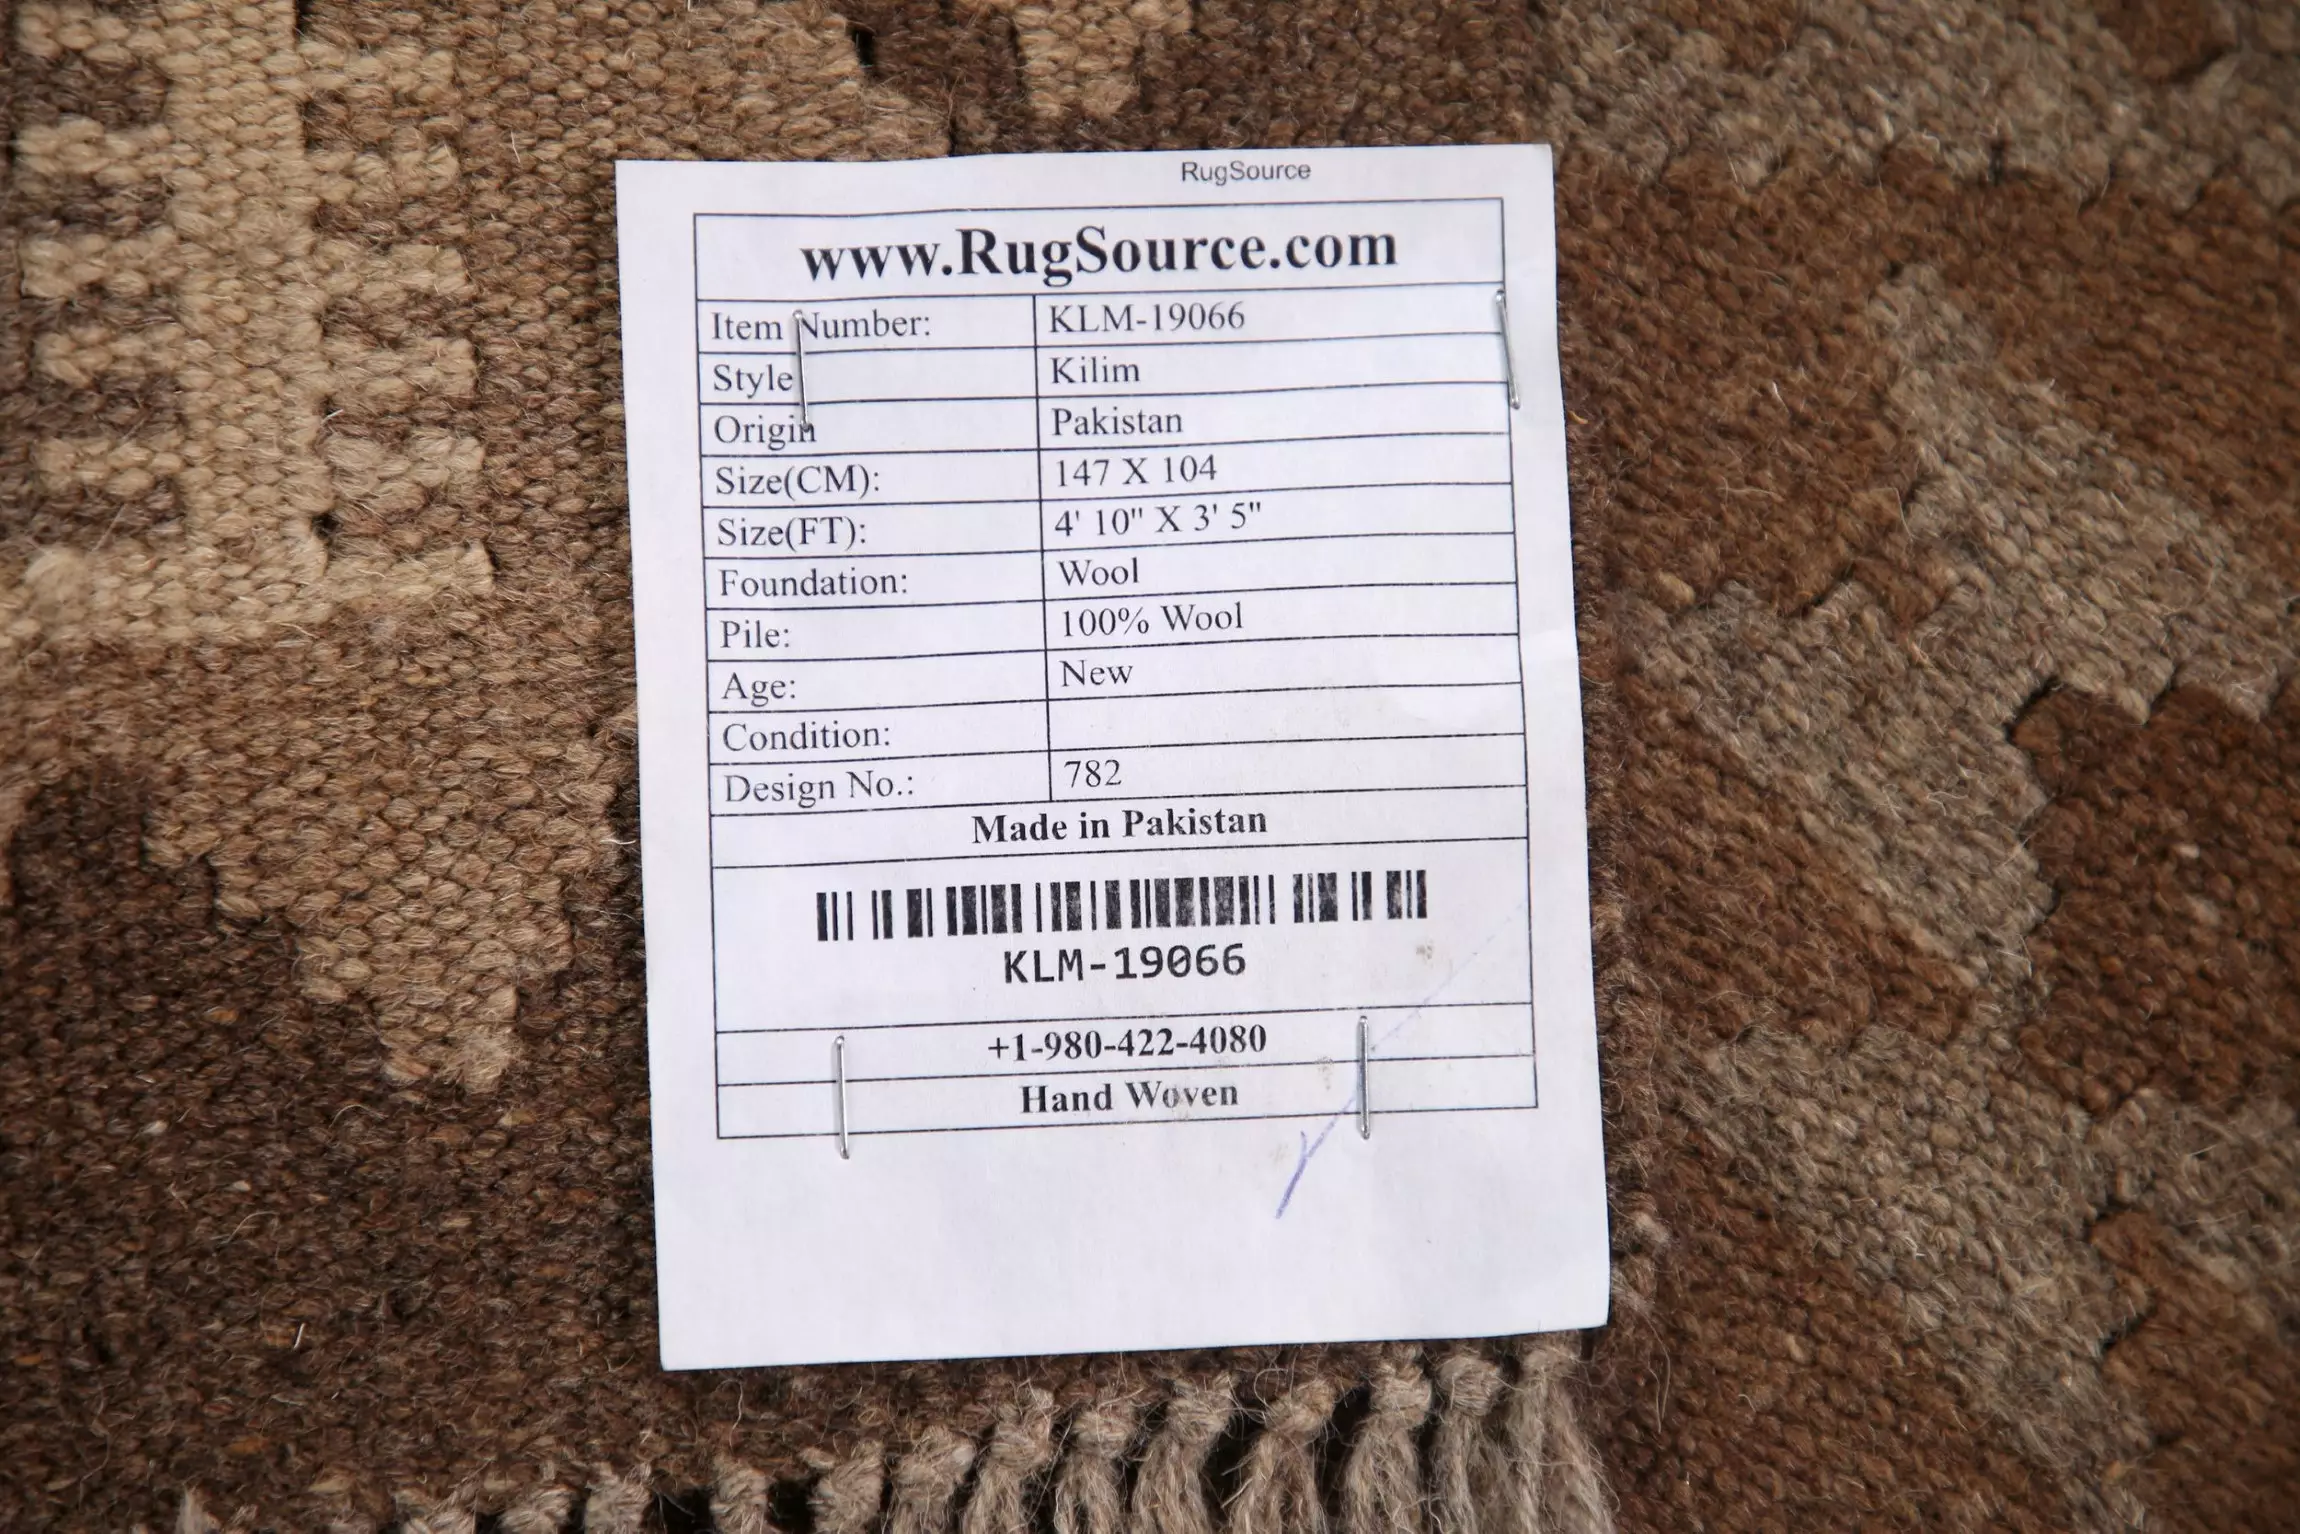 RugSource
www.RugSource.com
Item Number: KLM-19066
Style Kilim
Origin Pakistan
Size(CM): 147 X 104
Size(FT): 4' 10" X 3' 5"
Foundation: Wool
Pile: 100% Wool
Age: New
Condition:
Design No.: 782
Made in Pakistan
KLM-19066
+1-980-422-4080
Hand Woven